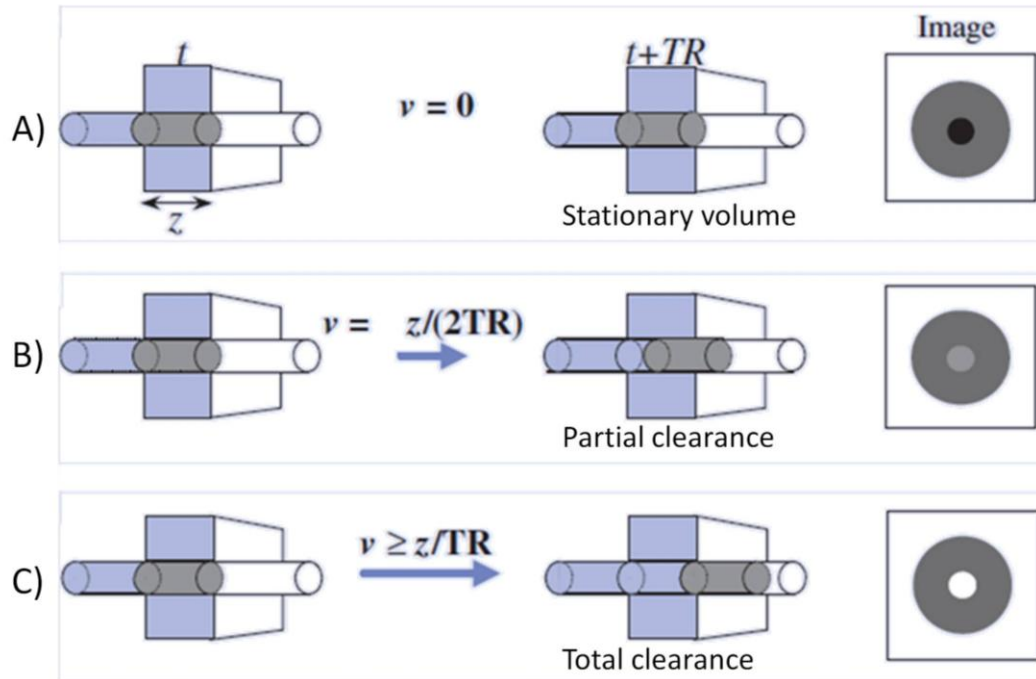 Image
A)
t
v = 0
t+TR
z
Stationary volume
B)
v = z/(2TR)
Partial clearance
C)
v ≥ z/TR
Total clearance